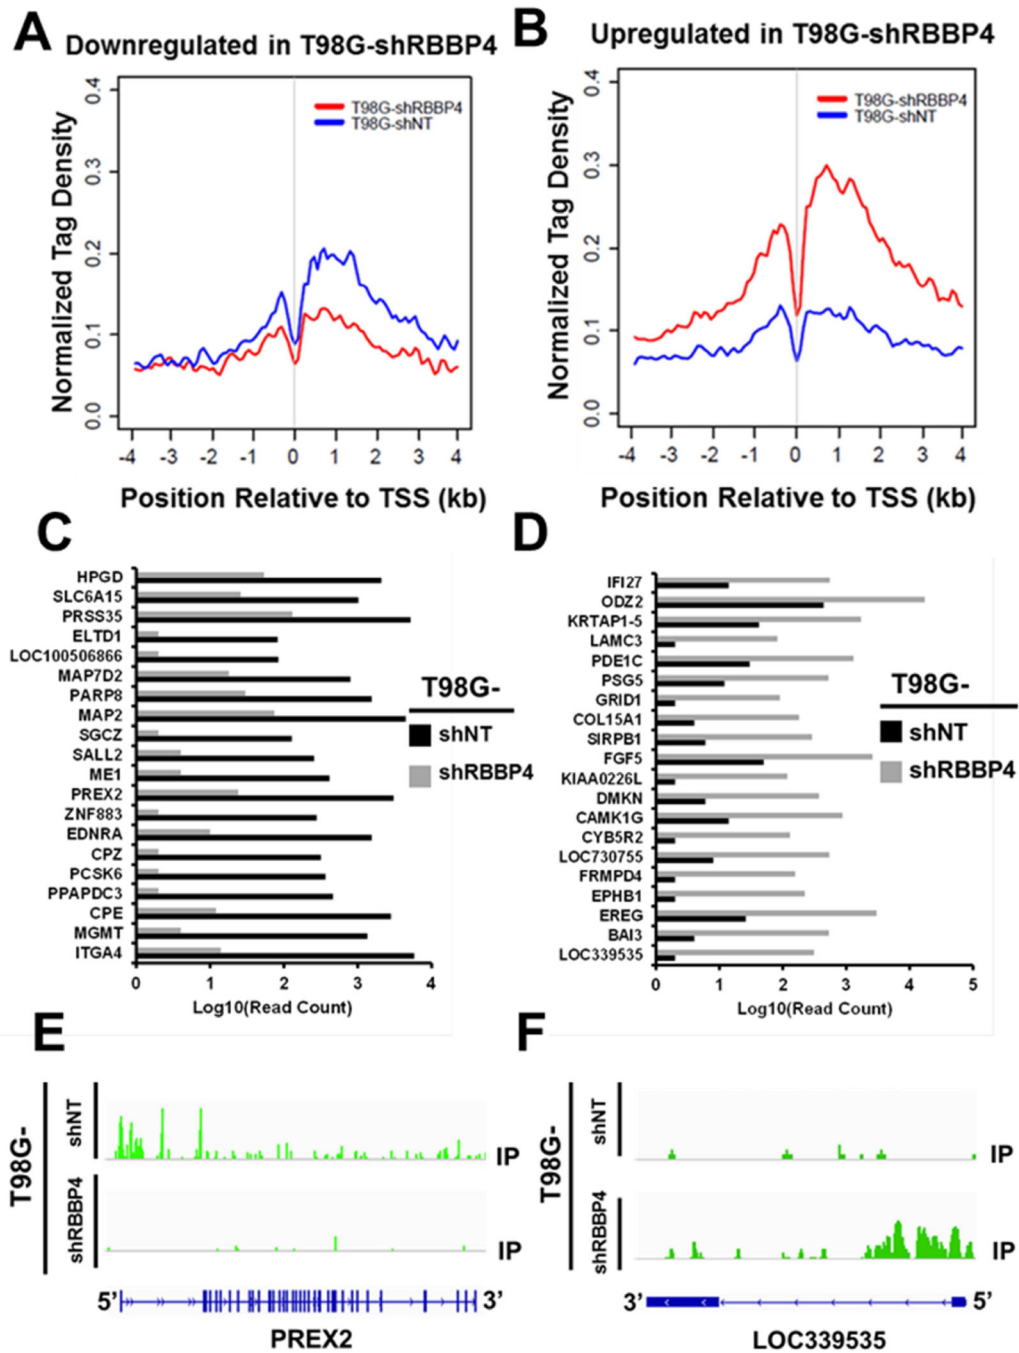 A
Downregulated in T98G-shRBBP4
T98G-shRBBP4
T98G-shNT
Normalized Tag Density
0.4
0.3
0.2
0.1
0.0
-4 -3 -2 -1 0 1 2 3 4
Position Relative to TSS (kb)
B
Upregulated in T98G-shRBBP4
T98G-shRBBP4
T98G-shNT
Normalized Tag Density
0.4
0.3
0.2
0.1
0.0
-4 -3 -2 -1 0 1 2 3 4
Position Relative to TSS (kb)
C
HPGD
SLC6A15
PRSS35
ELTD1
LOC100506866
MAP7D2
PARP8
MAP2
SGCZ
SALL2
ME1
PREX2
ZNF883
EDNRA
CPZ
PCSK6
PPAPDC3
CPE
MGMT
ITGA4
0 1 2 3 4
Log10(Read Count)
T98G-
shNT
shRBBP4
D
IFI27
ODZ2
KRTAP1-5
LAMC3
PDE1C
PSG5
GRID1
COL15A1
SIRPB1
FGF5
KIAA0226L
DMKN
CAMK1G
CYB5R2
LOC730755
FRMPD4
EPHB1
EREG
BAI3
LOC339535
0 1 2 3 4 5
Log10(Read Count)
T98G-
shNT
shRBBP4
E
T98G-
shNT
IP
shRBBP4
IP
5' 3'
PREX2
F
T98G-
shNT
IP
shRBBP4
IP
3' 5'
LOC339535